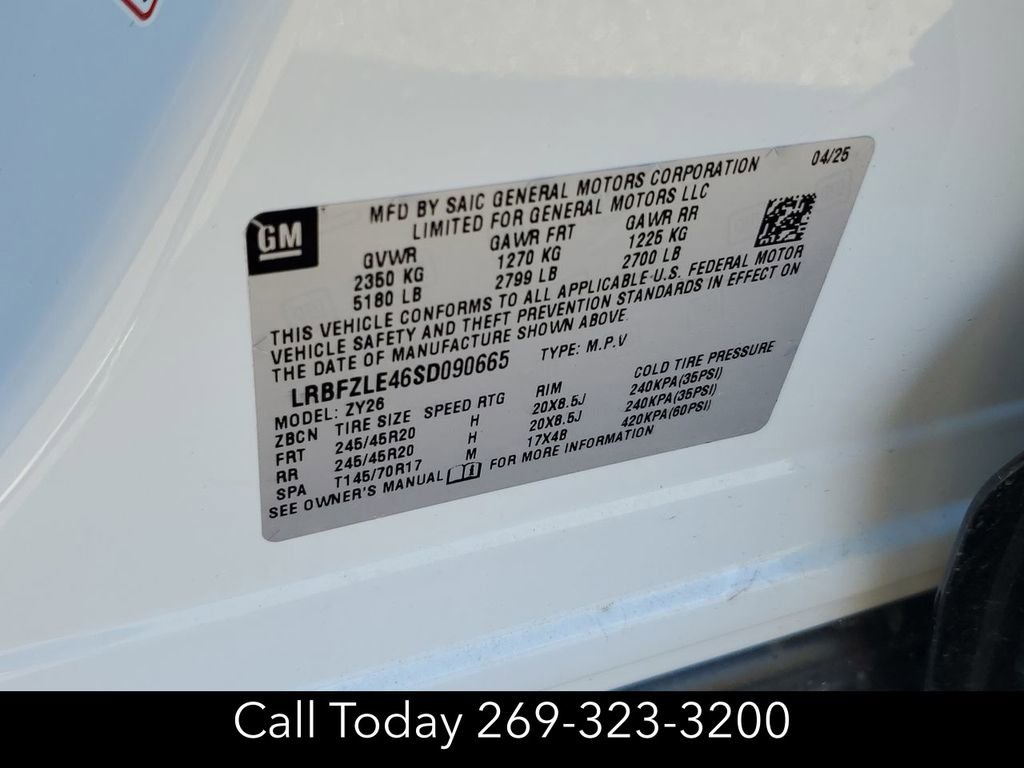 GM
MFD BY SAIC GENERAL MOTORS CORPORATION 04/25
LIMITED FOR GENERAL MOTORS LLC
GVWR GAWR FRT GAWR RR
2350 KG 1270 KG 1225 KG
5180 LB 2799 LB 2700 LB
THIS VEHICLE CONFORMS TO ALL APPLICABLE U.S. FEDERAL MOTOR
VEHICLE SAFETY AND THEFT PREVENTION STANDARDS IN EFFECT ON
THE DATE OF MANUFACTURE SHOWN ABOVE.
LRBFZLE46SD090665 TYPE: M.P.V
MODEL: ZY26
ZBCN TIRE SIZE SPEED RTG RIM COLD TIRE PRESSURE
FRT 245/45R20 H 20X8.5J 240KPA(35PSI)
RR 245/45R20 H 20X8.5J 240KPA(35PSI)
SPA T145/70R17 M 17X4B 420KPA(60PSI)
SEE OWNER'S MANUAL FOR MORE INFORMATION
Call Today 269-323-3200